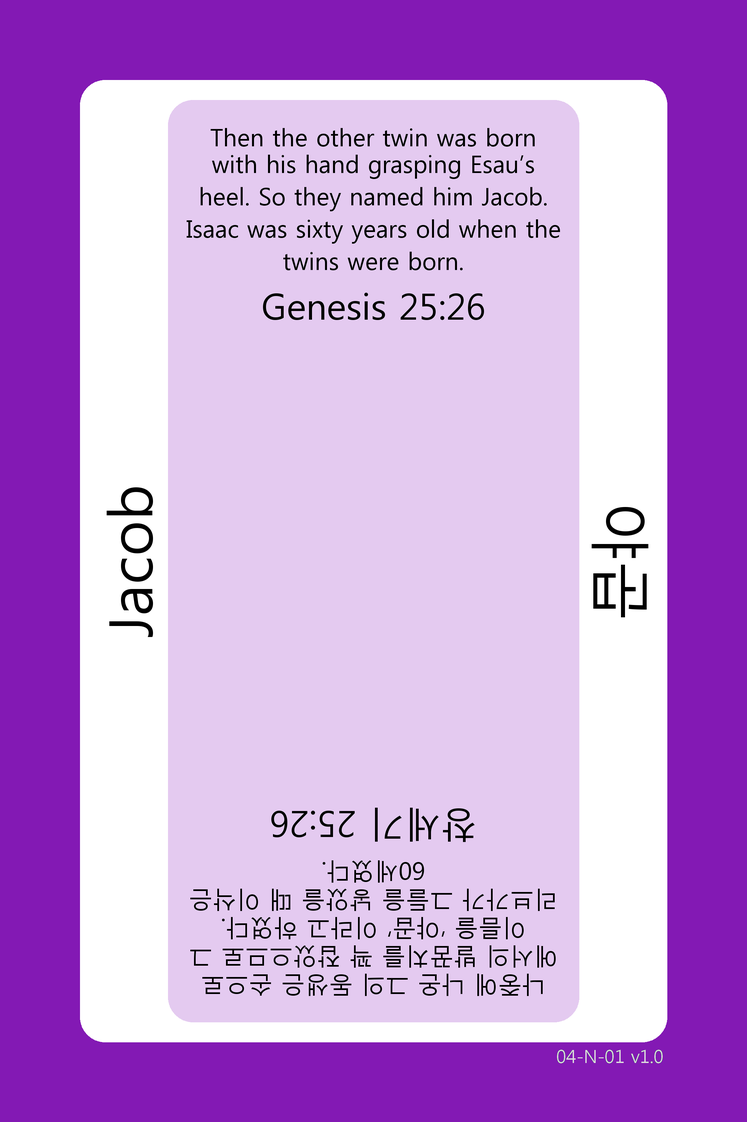 Then the other twin was born
with his hand grasping Esau's
heel. So they named him Jacob.
Isaac was sixty years old when the
twins were born.
Genesis 25:26
Jacob
야곱
나중에 나온 그의 동생은 손으로
에서의 발꿈치를 꽉 잡았으므로 그
이름을 '야곱' 이라고 하였다.
리브가가 그들을 낳았을 때 이삭은
60세였다.
창세기 25:26
04-N-01 v1.0